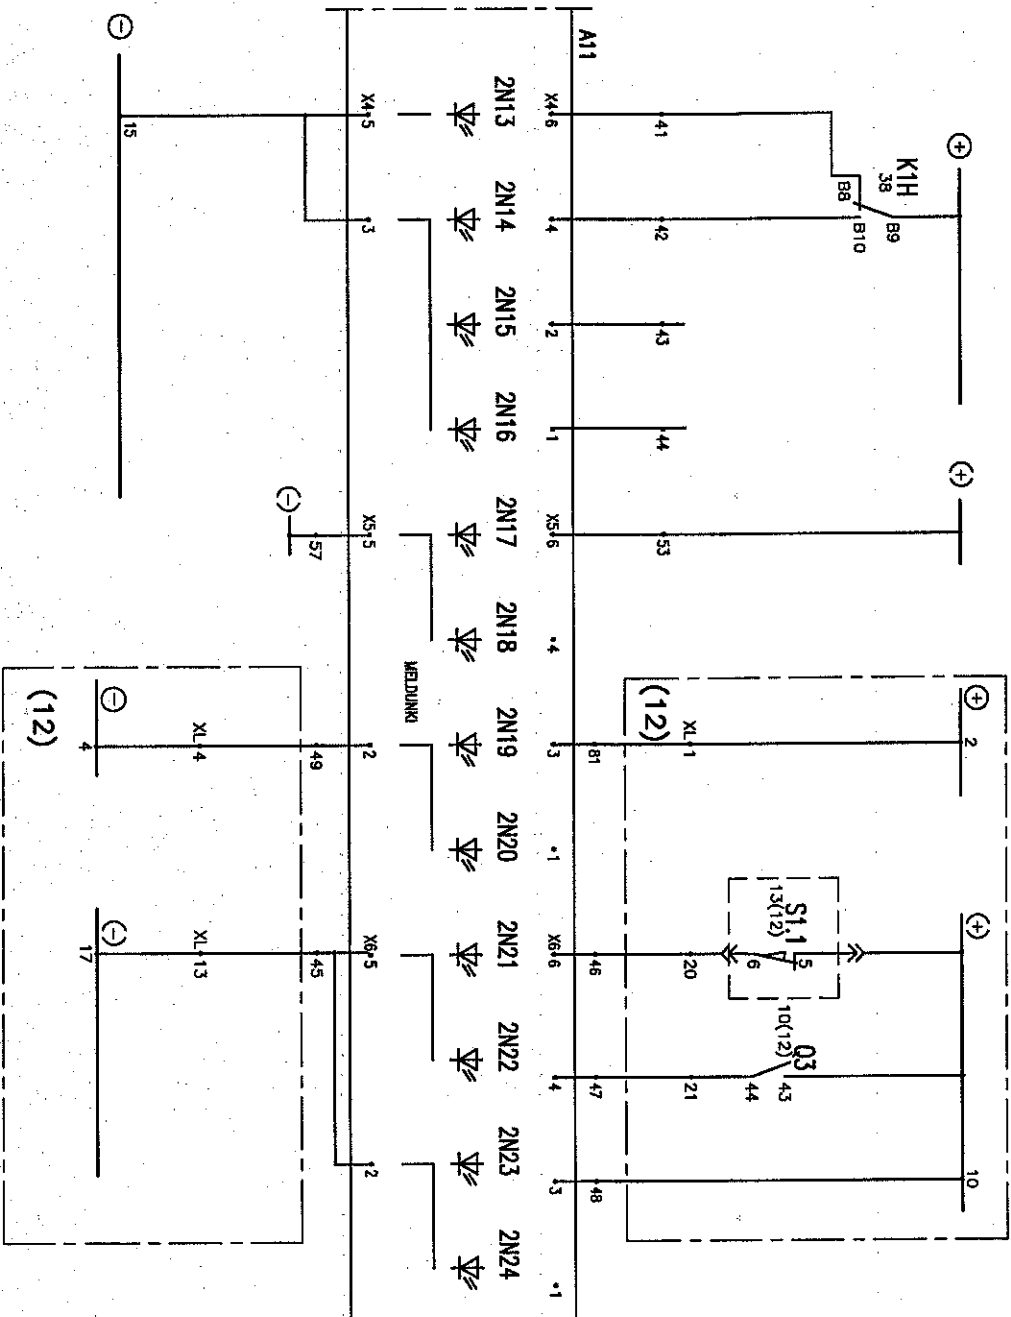 A11
K1H
38
B8
B9
B10
X4 6
4
2
1
X5 6
4
3
1
X6 6
4
3
1
41
42
43
44
53
81
46
47
48
(12)
XL 1
2
S1.1
13(12)
5
6
20
Q3
10(12)
43
44
21
10
2N13
2N14
2N15
2N16
2N17
2N18
2N19
2N20
2N21
2N22
2N23
2N24
MELDUNKI
X4 5
3
X5 5
2
X6 5
2
15
57
49
45
XL 4
XL 13
4
17
(12)